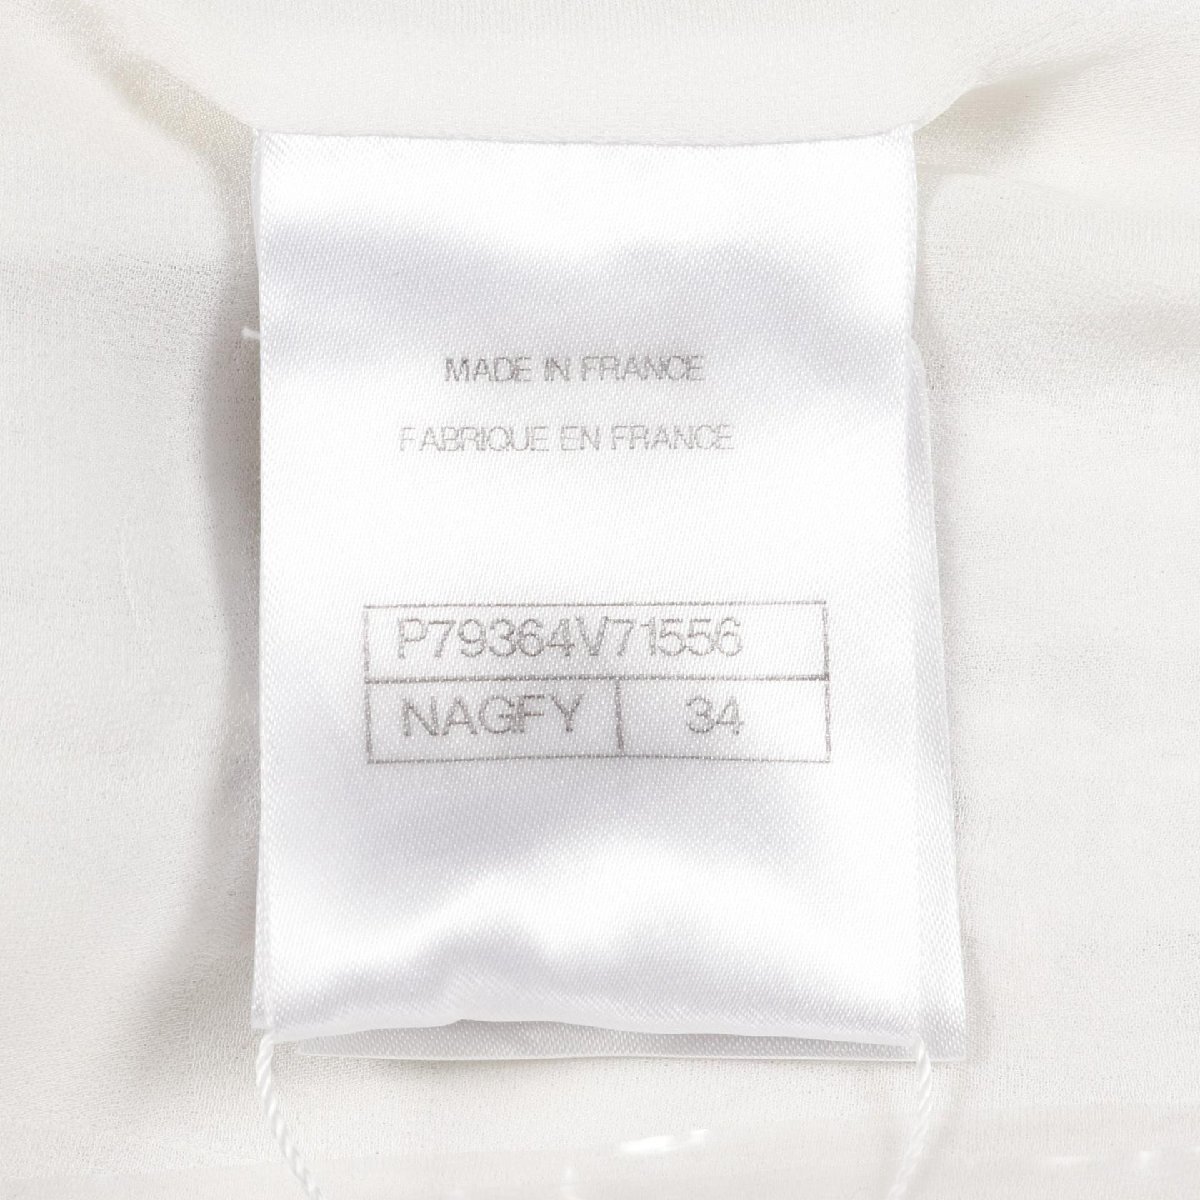 MADE IN FRANCE
FABRIQUE EN FRANCE
P79364V71556
NAGFY 34